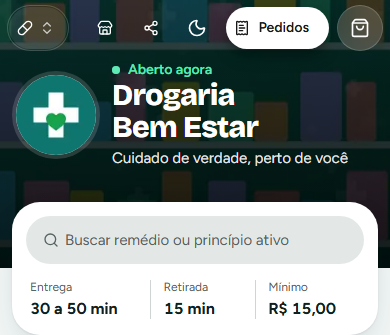 Pedidos
Aberto agora
Drogaria
Bem Estar
Cuidado de verdade, perto de você
Buscar remédio ou princípio ativo
Entrega
30 a 50 min
Retirada
15 min
Mínimo
R$ 15,00